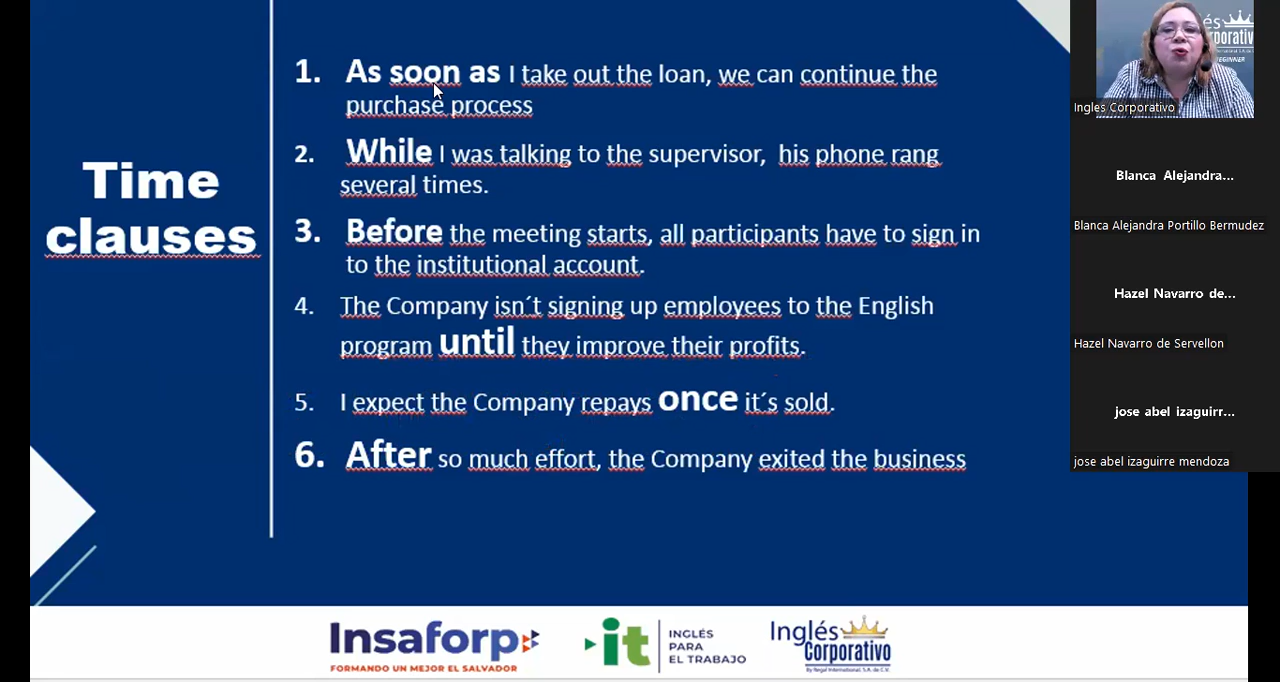 Time
clauses
1. As soon as I take out the loan, we can continue the
purchase process
2. While I was talking to the supervisor, his phone rang
several times.
3. Before the meeting starts, all participants have to sign in
to the institutional account.
4. The Company isn´t signing up employees to the English
program until they improve their profits.
5. I expect the Company repays once it´s sold.
6. After so much effort, the Company exited the business
Insaforp
FORMANDO UN MEJOR EL SALVADOR
it
INGLÉS
PARA
EL TRABAJO
Inglés
Corporativo
By Regal International, S.A. de C.V.
és
orporativo
EGINNER
Ingles Corporativo
Blanca Alejandra...
Blanca Alejandra Portillo Bermudez
Hazel Navarro de...
Hazel Navarro de Servellon
jose abel izaguirr...
jose abel izaguirre mendoza